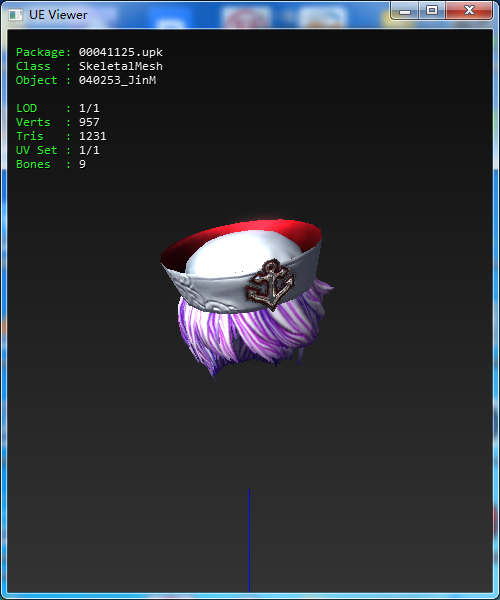 UE Viewer
Package: 00041125.upk
Class : SkeletalMesh
Object : 040253_JinM
LOD : 1/1
Verts : 957
Tris : 1231
UV Set : 1/1
Bones : 9